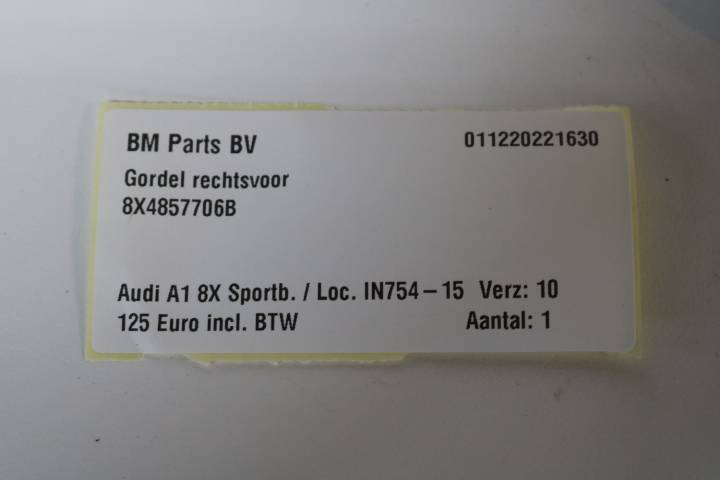 BM Parts BV 011220221630
Gordel rechtsvoor
8X4857706B
Audi A1 8X Sportb. / Loc. IN754-15 Verz: 10
125 Euro incl. BTW Aantal: 1